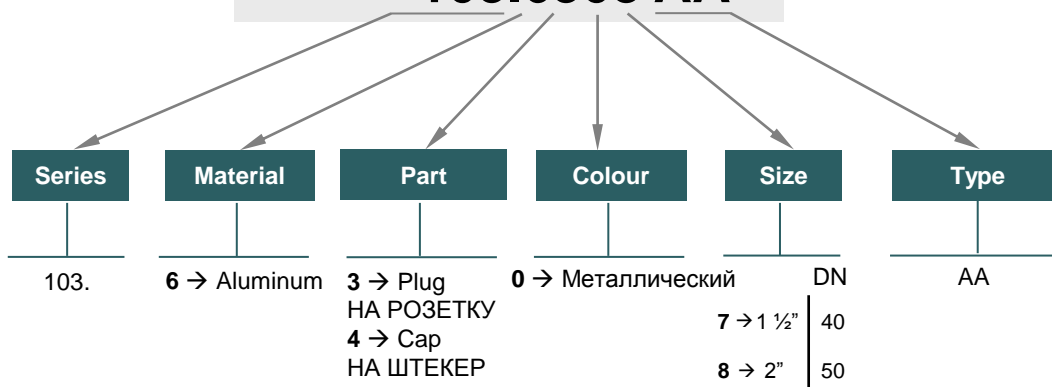 Series Material Part Colour Size Type
103. 6 → Aluminum 3 → Plug 0 → Металлический DN AA
НА РОЗЕТКУ
7 → 1 ½” 40
4 → Cap
НА ШТЕКЕР
8 → 2” 50